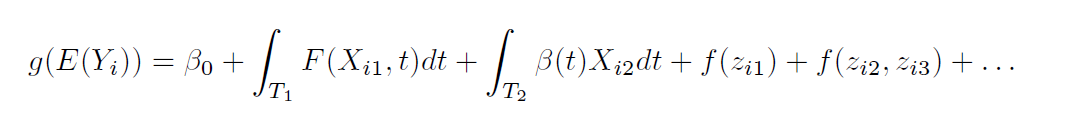 g(E(Y_i)) = β_0 + ∫_{T_1} F(X_{i1}, t)dt + ∫_{T_2} β(t)X_{i2}dt + f(z_{i1}) + f(z_{i2}, z_{i3}) + . . .